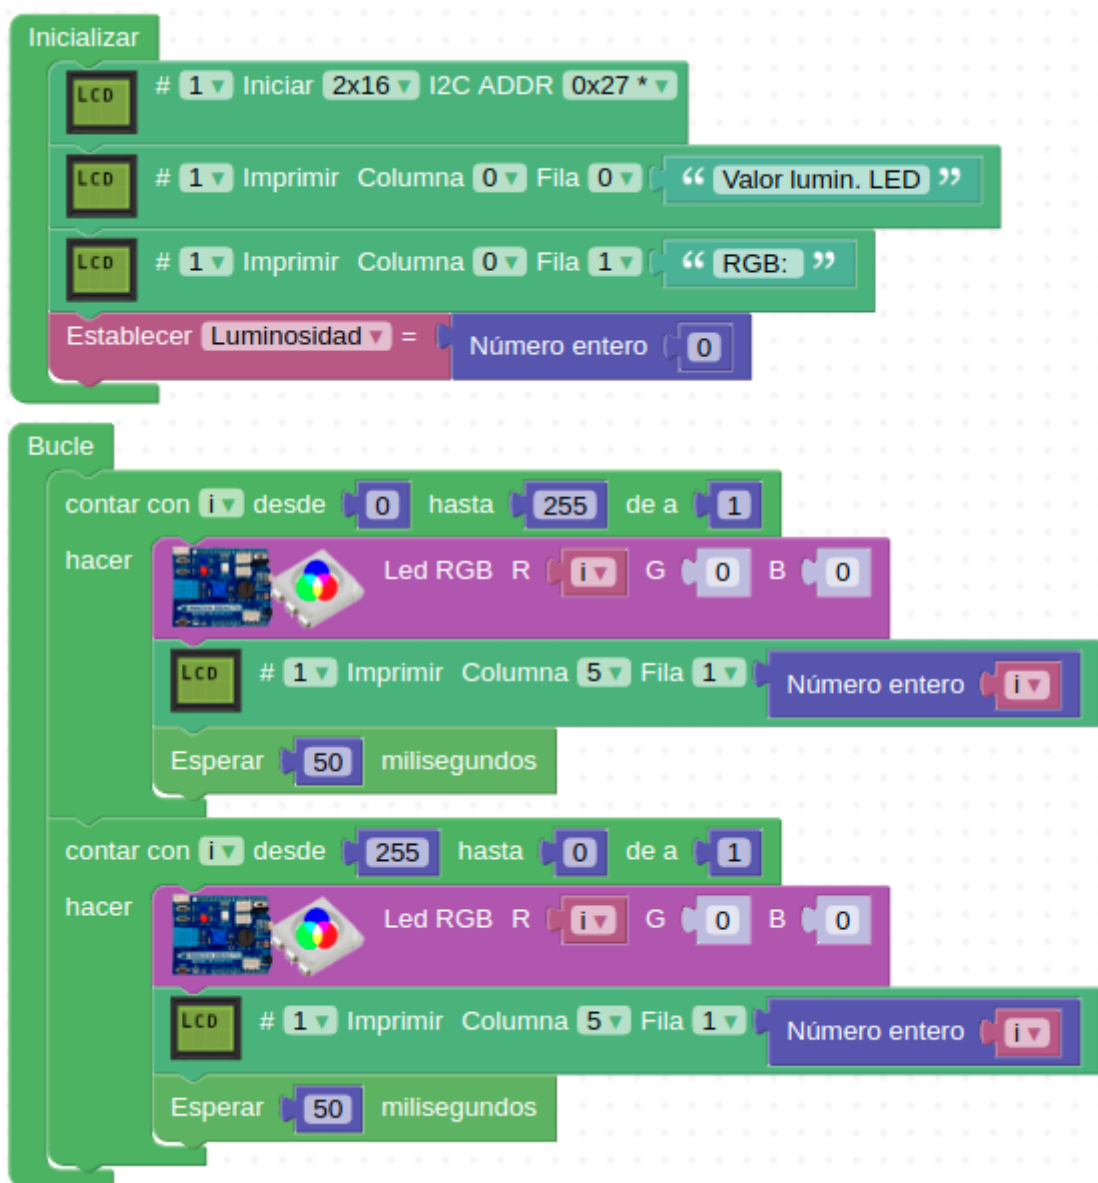 Inicializar
LCD # 1 Iniciar 2x16 I2C ADDR 0x27 *
LCD # 1 Imprimir Columna 0 Fila 0 “ Valor lumin. LED ”
LCD # 1 Imprimir Columna 0 Fila 1 “ RGB: ”
Establecer Luminosidad = Número entero 0
Bucle
contar con i desde 0 hasta 255 de a 1
hacer Led RGB R i G 0 B 0
LCD # 1 Imprimir Columna 5 Fila 1 Número entero i
Esperar 50 milisegundos
contar con i desde 255 hasta 0 de a 1
hacer Led RGB R i G 0 B 0
LCD # 1 Imprimir Columna 5 Fila 1 Número entero i
Esperar 50 milisegundos